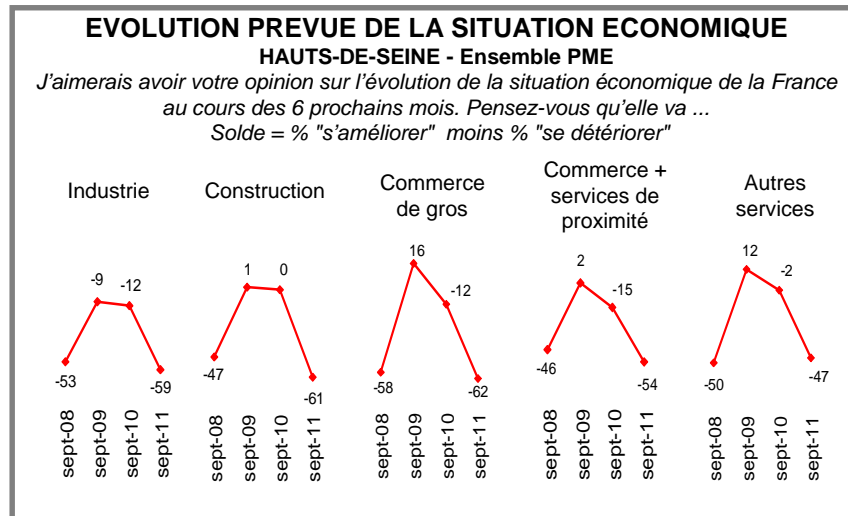 EVOLUTION PREVUE DE LA SITUATION ECONOMIQUE
HAUTS-DE-SEINE - Ensemble PME
J'aimerais avoir votre opinion sur l'évolution de la situation économique de la France
au cours des 6 prochains mois. Pensez-vous qu'elle va ...
Solde = % "s'améliorer" moins % "se détériorer"
Industrie
-53
-9
-12
-59
sept-08
sept-09
sept-10
sept-11
Construction
-47
1
0
-61
sept-08
sept-09
sept-10
sept-11
Commerce
de gros
-58
16
-12
-62
sept-08
sept-09
sept-10
sept-11
Commerce +
services de
proximité
-46
2
-15
-54
sept-08
sept-09
sept-10
sept-11
Autres
services
-50
12
-2
-47
sept-08
sept-09
sept-10
sept-11